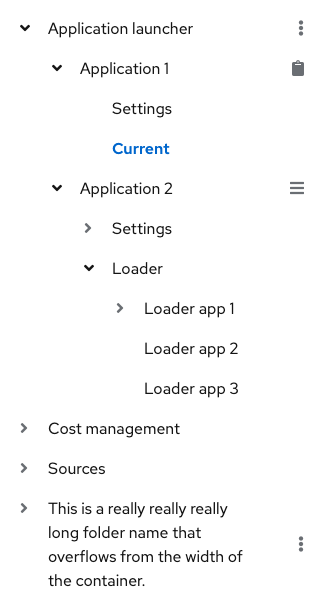 Application launcher
Application 1
Settings
Current
Application 2
Settings
Loader
Loader app 1
Loader app 2
Loader app 3
Cost management
Sources
This is a really really really
long folder name that
overflows from the width of
the container.